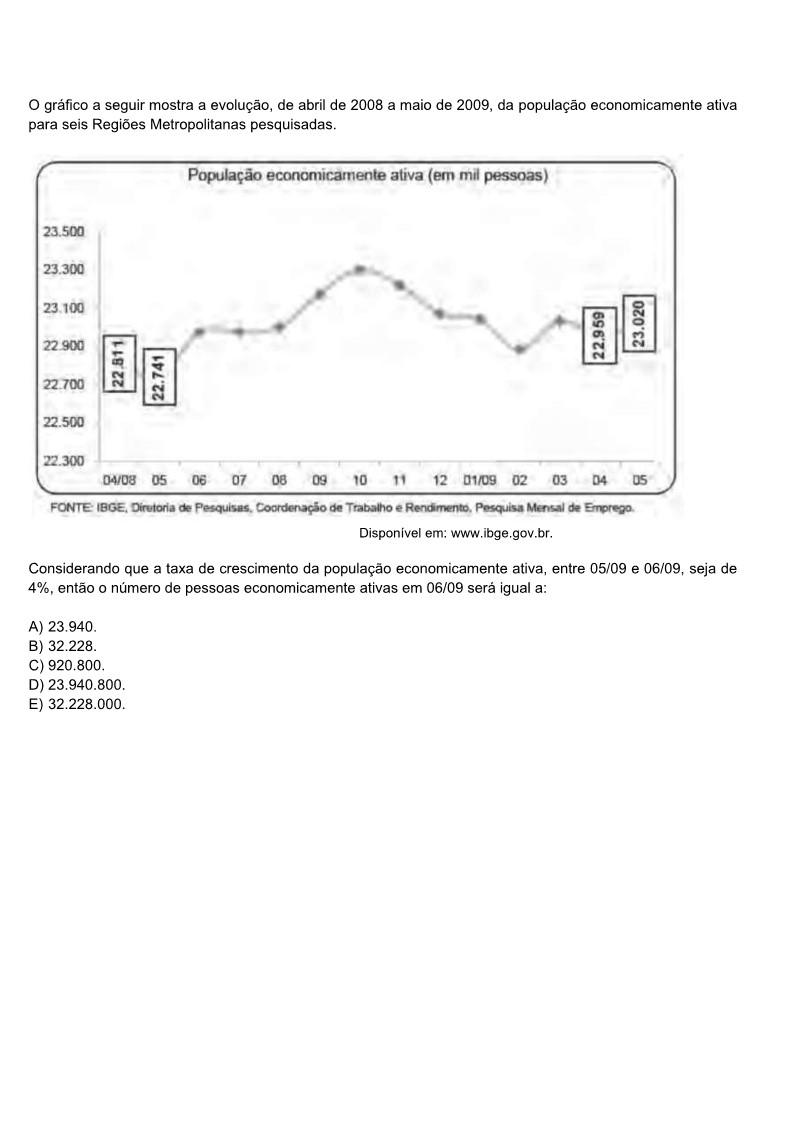 O gráfico a seguir mostra a evolução, de abril de 2008 a maio de 2009, da população economicamente ativa
para seis Regiões Metropolitanas pesquisadas.
População economicamente ativa (em mil pessoas)
23.500
23.300
23.100
22.900
22.700
22.500
22.300
22.811
22.741
22.959
23.020
04/08 05 06 07 08 09 10 11 12 01/09 02 03 04 05
FONTE: IBGE, Diretoria de Pesquisas, Coordenação de Trabalho e Rendimento, Pesquisa Mensal de Emprego.
Disponível em: www.ibge.gov.br.
Considerando que a taxa de crescimento da população economicamente ativa, entre 05/09 e 06/09, seja de
4%, então o número de pessoas economicamente ativas em 06/09 será igual a:
A) 23.940.
B) 32.228.
C) 920.800.
D) 23.940.800.
E) 32.228.000.